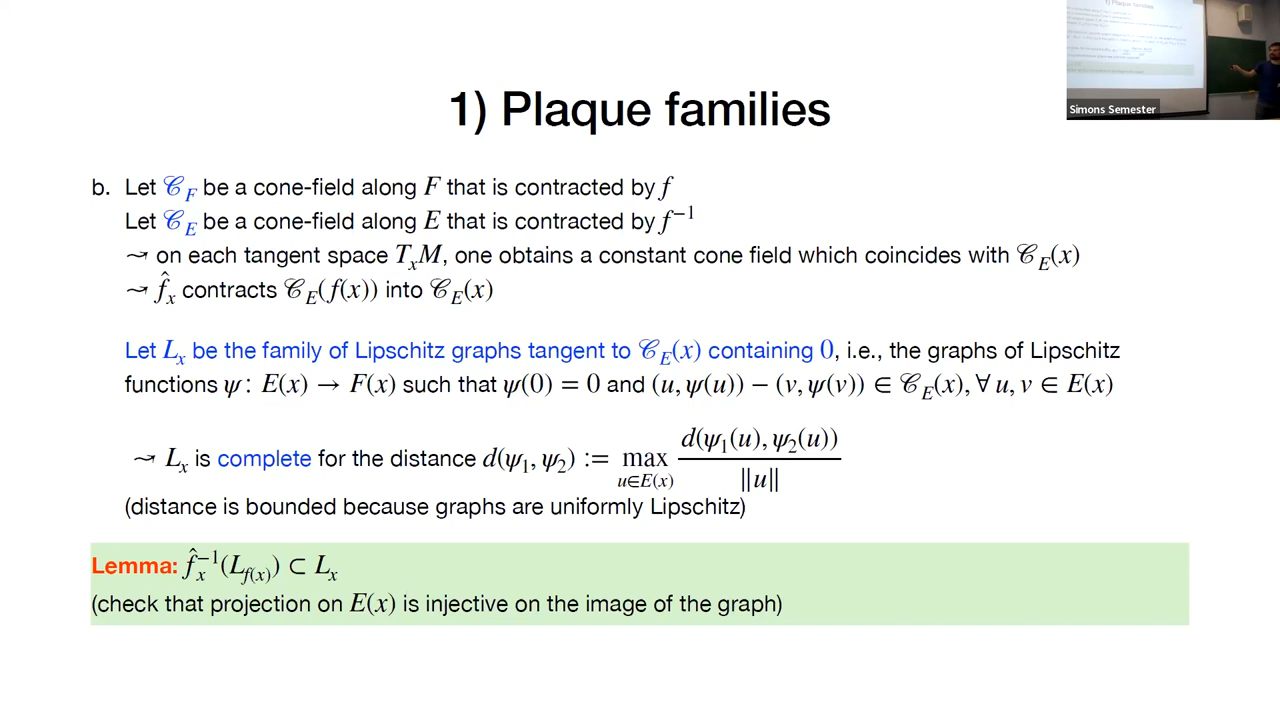 1) Plaque families
b. Let 𝒞_F be a cone-field along F that is contracted by f
Let 𝒞_E be a cone-field along E that is contracted by f^{-1}
⇝ on each tangent space T_xM, one obtains a constant cone field which coincides with 𝒞_E(x)
⇝ \hat{f}_x contracts 𝒞_E(f(x)) into 𝒞_E(x)
Let L_x be the family of Lipschitz graphs tangent to 𝒞_E(x) containing 0, i.e., the graphs of Lipschitz
functions ψ: E(x) → F(x) such that ψ(0) = 0 and (u, ψ(u)) − (v, ψ(v)) ∈ 𝒞_E(x), ∀ u, v ∈ E(x)
⇝ L_x is complete for the distance d(ψ_1, ψ_2) := max_{u∈E(x)} \frac{d(ψ_1(u), ψ_2(u))}{‖u‖}
(distance is bounded because graphs are uniformly Lipschitz)
Lemma: \hat{f}_x^{-1}(L_{f(x)}) ⊂ L_x
(check that projection on E(x) is injective on the image of the graph)
Simons Semester
1) Plaque families